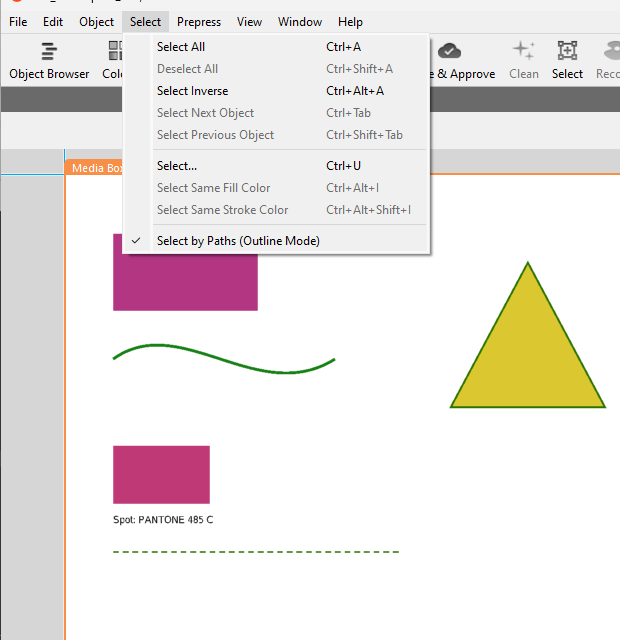 File Edit Object Select Prepress View Window Help
Object Browser
& Approve Clean Select
Select All Ctrl+A
Deselect All Ctrl+Shift+A
Select Inverse Ctrl+Alt+A
Select Next Object Ctrl+Tab
Select Previous Object Ctrl+Shift+Tab
Select... Ctrl+U
Select Same Fill Color Ctrl+Alt+I
Select Same Stroke Color Ctrl+Alt+Shift+I
✓ Select by Paths (Outline Mode)
Media Box
Spot: PANTONE 485 C